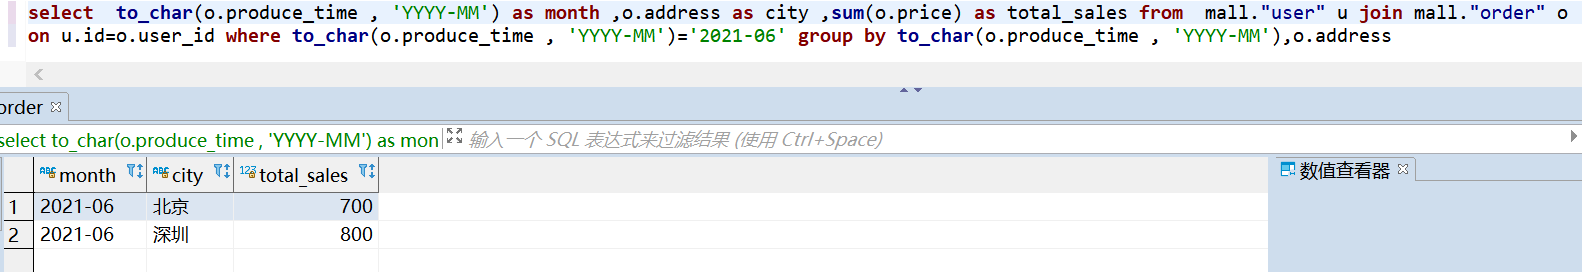 select  to_char(o.produce_time , 'YYYY-MM') as month ,o.address as city ,sum(o.price) as total_sales from  mall."user" u join mall."order" o
on u.id=o.user_id where to_char(o.produce_time , 'YYYY-MM')='2021-06' group by to_char(o.produce_time , 'YYYY-MM'),o.address
order
select to_char(o.produce_time , 'YYYY-MM') as mon 输入一个 SQL 表达式来过滤结果 (使用 Ctrl+Space)
ABC month ABC city 123 total_sales 数值查看器
1 2021-06 北京 700
2 2021-06 深圳 800